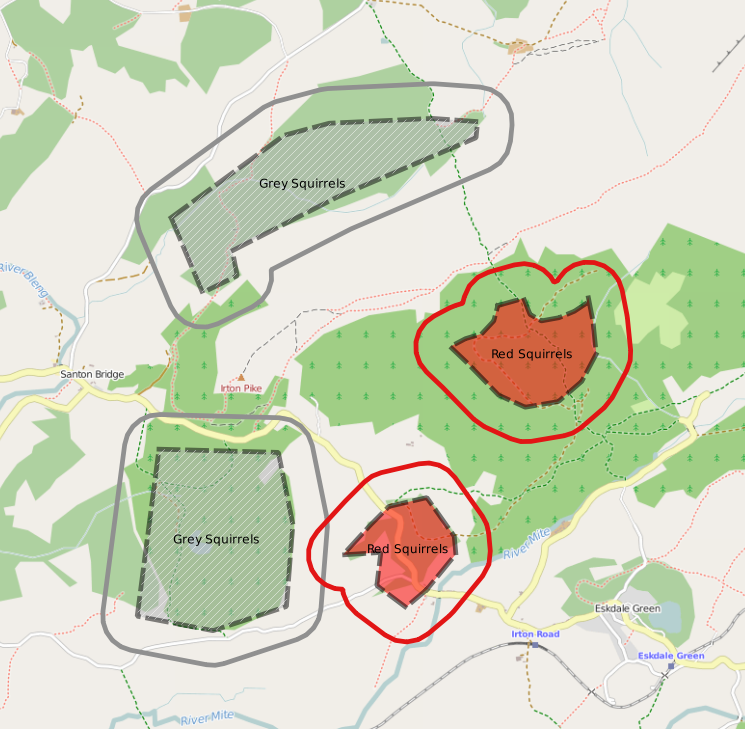 Grey Squirrels
River Bleng
Red Squirrels
Santon Bridge
Irton Pike
Grey Squirrels
Red Squirrels
River Mite
Eskdale Green
Irton Road
Eskdale Green
River Mite